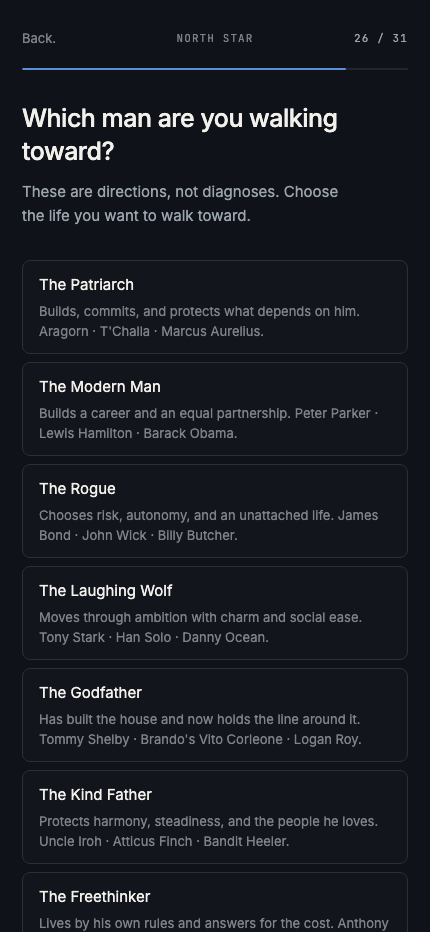 Back.
NORTH STAR
26 / 31
Which man are you walking
toward?
These are directions, not diagnoses. Choose
the life you want to walk toward.
The Patriarch
Builds, commits, and protects what depends on him.
Aragorn · T'Challa · Marcus Aurelius.
The Modern Man
Builds a career and an equal partnership. Peter Parker ·
Lewis Hamilton · Barack Obama.
The Rogue
Chooses risk, autonomy, and an unattached life. James
Bond · John Wick · Billy Butcher.
The Laughing Wolf
Moves through ambition with charm and social ease.
Tony Stark · Han Solo · Danny Ocean.
The Godfather
Has built the house and now holds the line around it.
Tommy Shelby · Brando's Vito Corleone · Logan Roy.
The Kind Father
Protects harmony, steadiness, and the people he loves.
Uncle Iroh · Atticus Finch · Bandit Heeler.
The Freethinker
Lives by his own rules and answers for the cost. Anthony